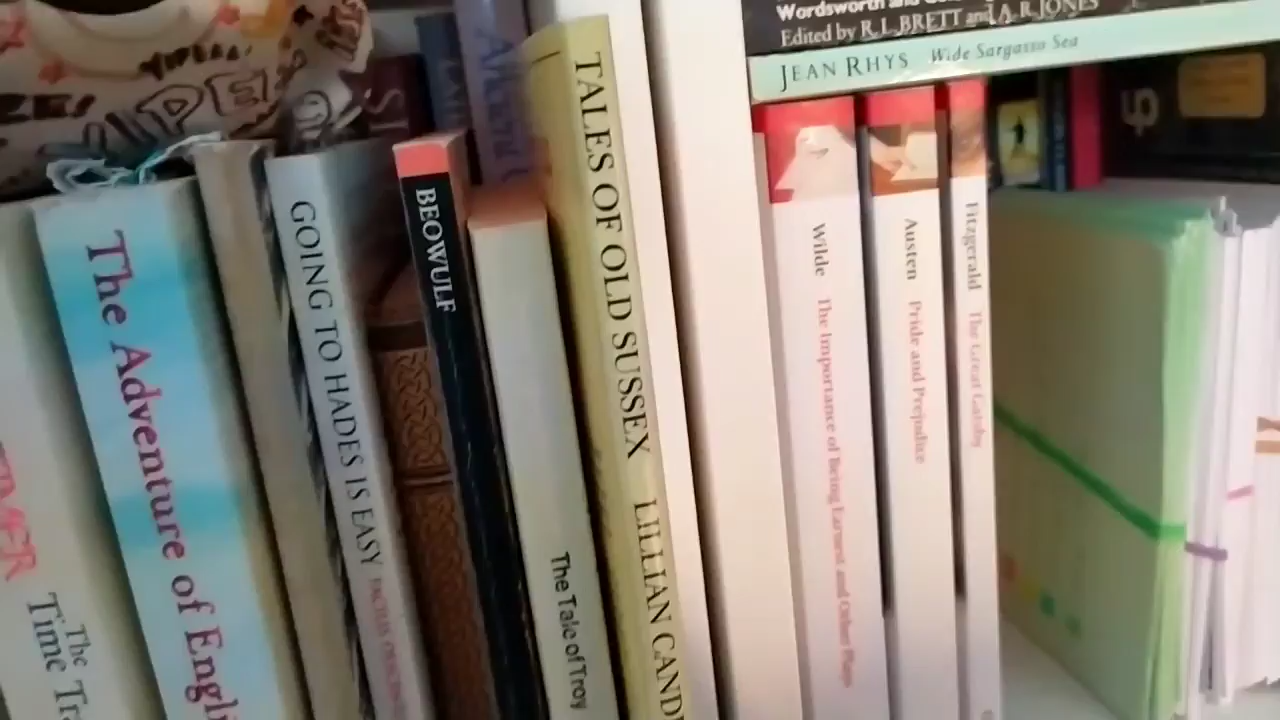 Wordsworth and
Edited by R. L. BRETT and A. R. JONES
JEAN RHYS Wide Sargasso Sea
The
Time Tra
The Adventure of Engli
GOING TO HADES IS EASY
BEOWULF
The Tale of Troy
TALES OF OLD SUSSEX LILLIAN CAND
Wilde The Importance of Being Earnest and Other Plays
Austen Pride and Prejudice
Fitzgerald The Great Gatsby